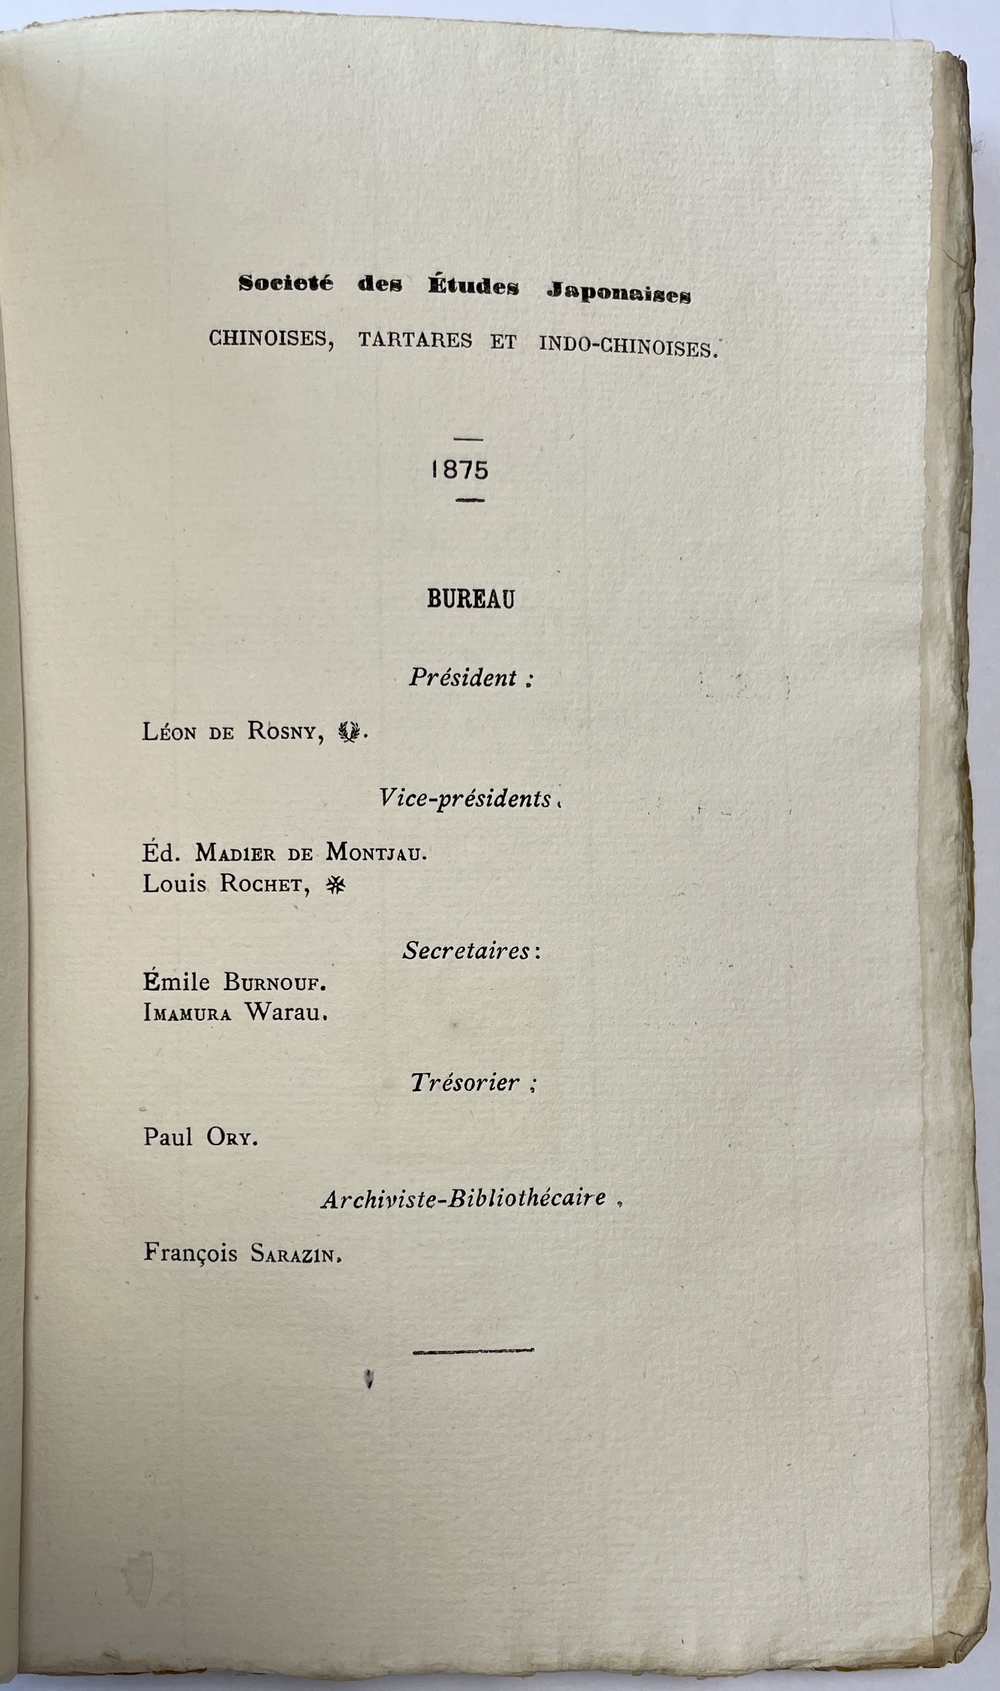 Societé des Études Japonaises
CHINOISES, TARTARES ET INDO-CHINOISES.
1875
BUREAU
Président :
LÉON DE ROSNY, .
Vice-présidents.
Éd. MADIER DE MONTJAU.
Louis ROCHET, ✻
Secretaires :
Émile BURNOUF.
IMAMURA Warau.
Trésorier ;
Paul ORY.
Archiviste-Bibliothécaire .
François SARAZIN.